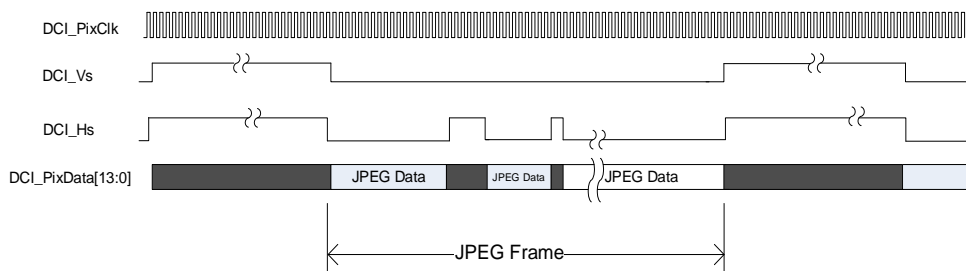 DCI_PixClk
DCI_Vs
DCI_Hs
DCI_PixData[13:0]
JPEG Data
JPEG Data
JPEG Data
JPEG Frame